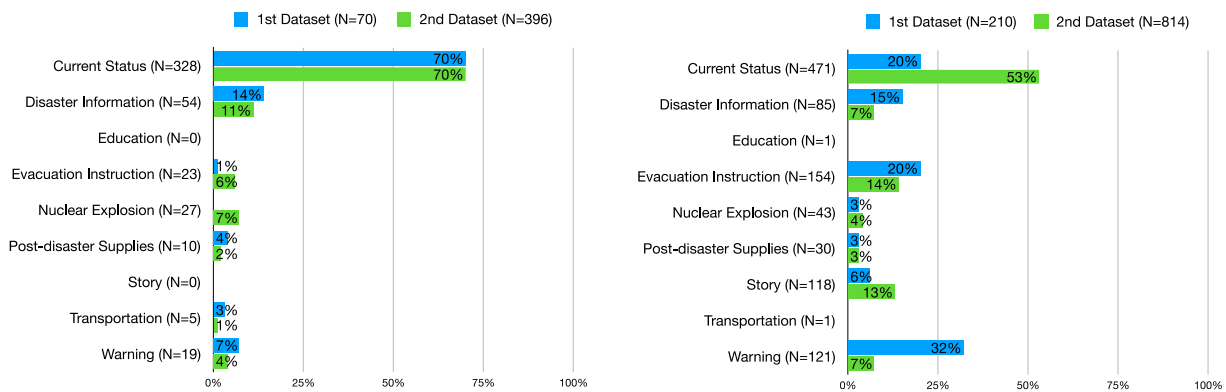 1st Dataset (N=70) 2nd Dataset (N=396)
Current Status (N=328) 70%
70%
Disaster Information (N=54) 14%
11%
Education (N=0)
Evacuation Instruction (N=23) 1%
6%
Nuclear Explosion (N=27) 7%
Post-disaster Supplies (N=10) 4%
2%
Story (N=0)
Transportation (N=5) 3%
1%
Warning (N=19) 7%
4%
0% 25% 50% 75% 100%
1st Dataset (N=210) 2nd Dataset (N=814)
Current Status (N=471) 20%
53%
Disaster Information (N=85) 15%
7%
Education (N=1)
Evacuation Instruction (N=154) 20%
14%
Nuclear Explosion (N=43) 3%
4%
Post-disaster Supplies (N=30) 3%
3%
Story (N=118) 6%
13%
Transportation (N=1)
Warning (N=121) 32%
7%
0% 25% 50% 75% 100%